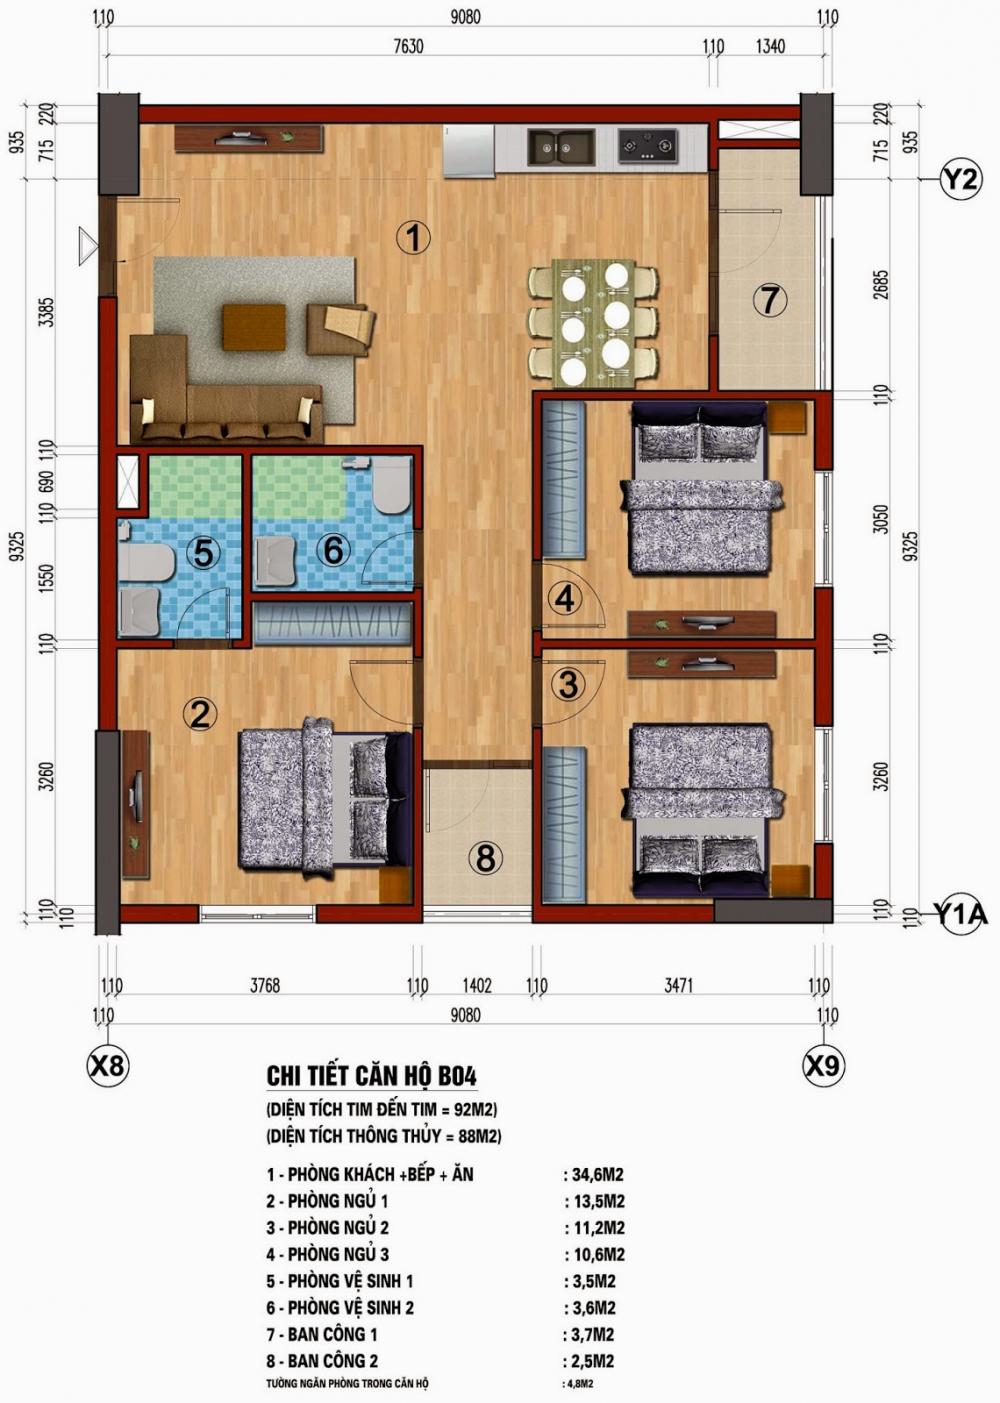 110 9080 110
7630 110 1340
220 220
935 715 715 935
Y2
1
7
3385 2685
110 110
690
110
5 6
3050
9325 9325
1550
4
110 110
3
2
3260 3260
8
110 110
110 Y1A 110
110 3768 110 1402 110 3471 110
110 9080 110
X8 X9
CHI TIẾT CĂN HỘ B04
(DIỆN TÍCH TIM ĐẾN TIM = 92M2)
(DIỆN TÍCH THÔNG THỦY = 88M2)
1 - PHÒNG KHÁCH +BẾP + ĂN : 34,6M2
2 - PHÒNG NGỦ 1 : 13,5M2
3 - PHÒNG NGỦ 2 : 11,2M2
4 - PHÒNG NGỦ 3 : 10,6M2
5 - PHÒNG VỆ SINH 1 : 3,5M2
6 - PHÒNG VỆ SINH 2 : 3,6M2
7 - BAN CÔNG 1 : 3,7M2
8 - BAN CÔNG 2 : 2,5M2
TƯỜNG NGĂN PHÒNG TRONG CĂN HỘ : 4,8M2